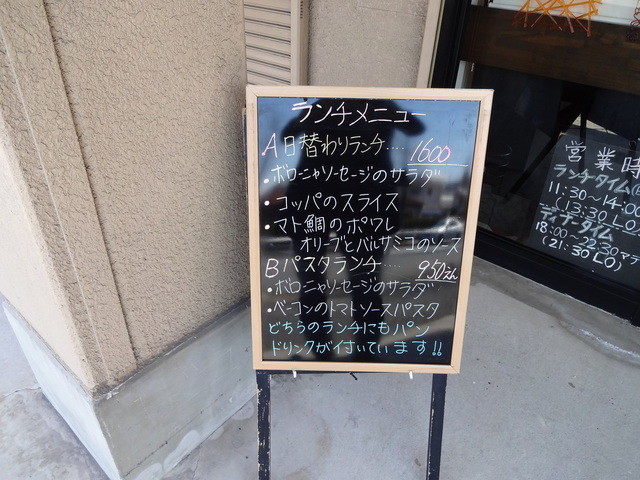 ランチメニュー
A日替わりランチ‥‥1600
・ボロニャソーセージのサラダ
・コッパのスライス
・マト鯛のポワレ
オリーブとバルサミコのソース
Bパスタランチ‥‥950えん
・ボロニャソーセージのサラダ
・ベーコンのトマトソースパスタ
どちらのランチにもパン
ドリンクが付いています!!
営業時
ランチタイム
11:30〜14:00
(13:30 L.O
ディナータイム
18:00〜22:30マデ
(21:30 LO)